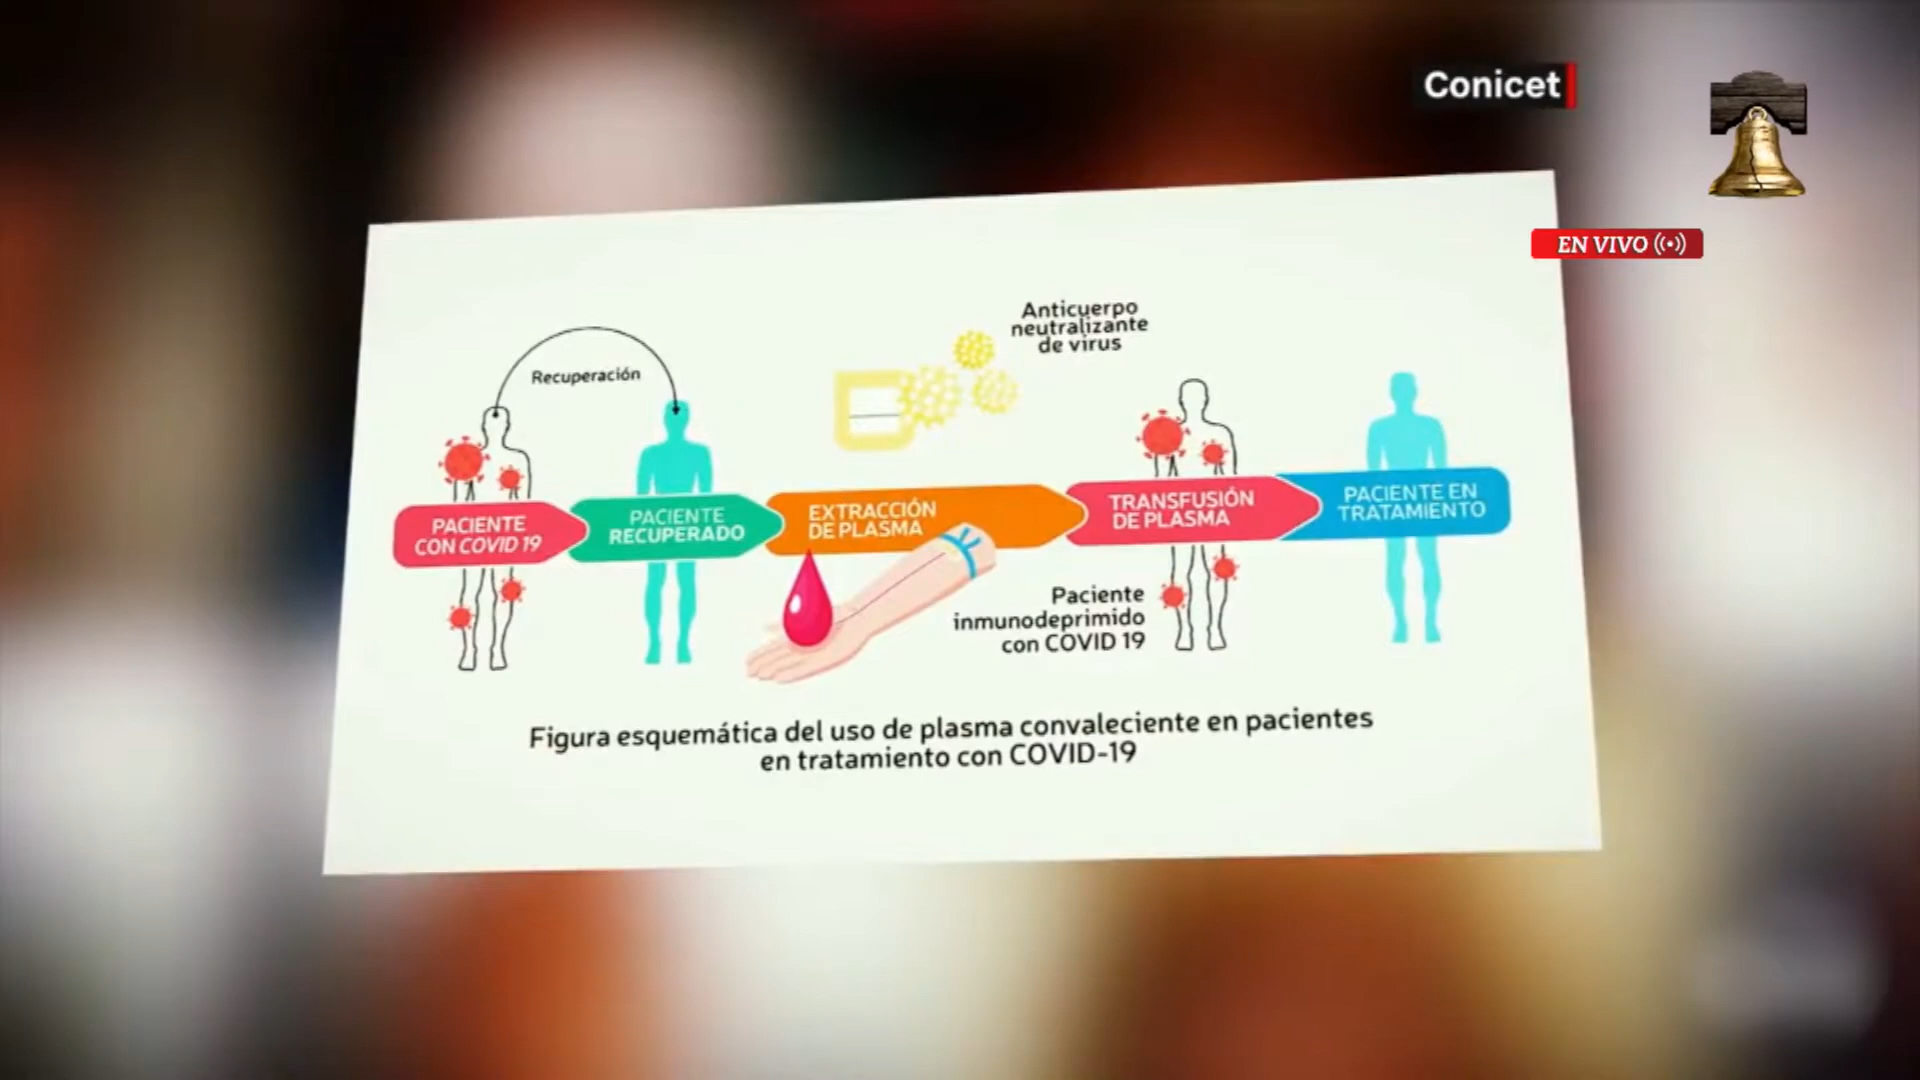 Conicet
EN VIVO
Anticuerpo
neutralizante
de virus
Recuperación
PACIENTE
CON COVID 19
PACIENTE
RECUPERADO
EXTRACCIÓN
DE PLASMA
TRANSFUSIÓN
DE PLASMA
PACIENTE EN
TRATAMIENTO
Paciente
inmunodeprimido
con COVID 19
Figura esquemática del uso de plasma convaleciente en pacientes
en tratamiento con COVID-19